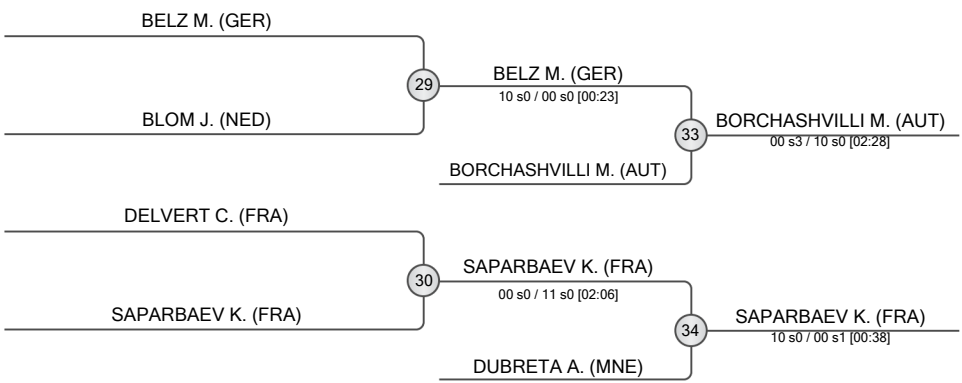 BELZ M. (GER)
29
BELZ M. (GER)
10 s0 / 00 s0 [00:23]
BLOM J. (NED)
33
BORCHASHVILLI M. (AUT)
00 s3 / 10 s0 [02:28]
BORCHASHVILLI M. (AUT)
DELVERT C. (FRA)
30
SAPARBAEV K. (FRA)
00 s0 / 11 s0 [02:06]
SAPARBAEV K. (FRA)
34
SAPARBAEV K. (FRA)
10 s0 / 00 s1 [00:38]
DUBRETA A. (MNE)